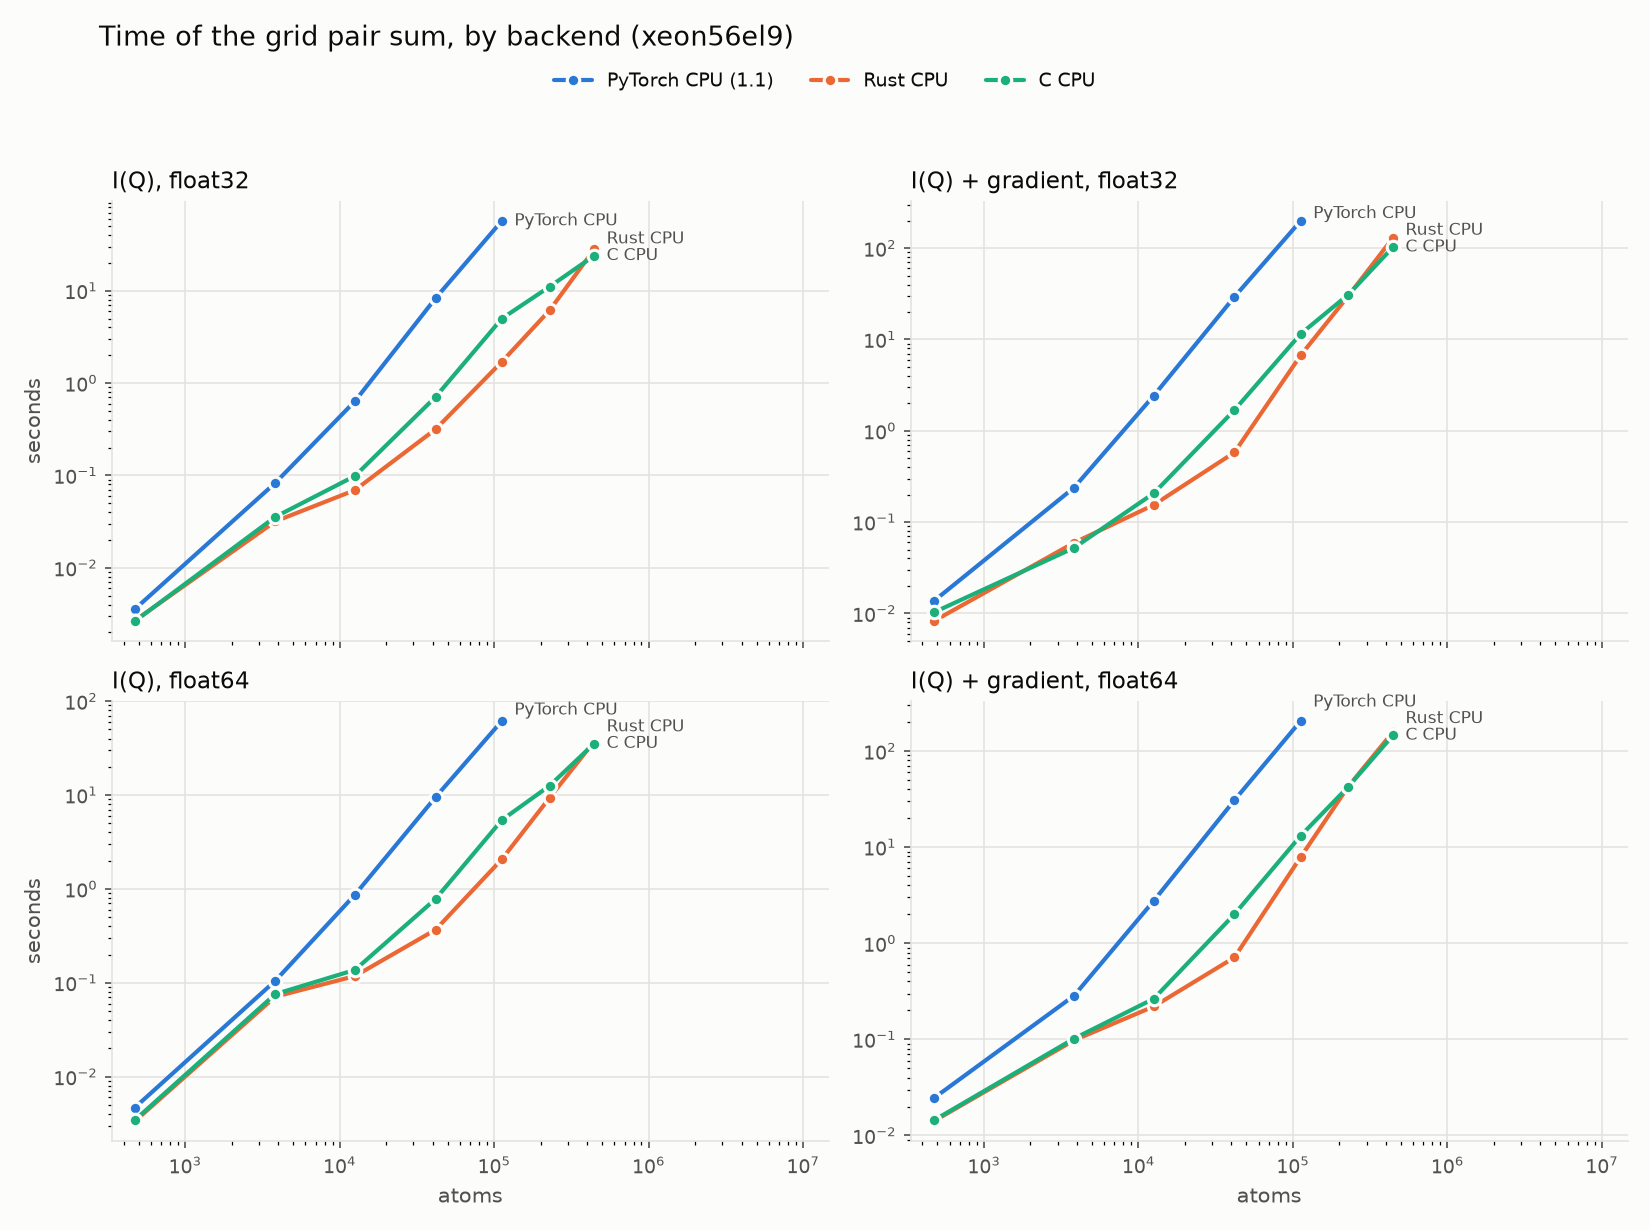 Time of the grid pair sum, by backend (xeon56el9)
PyTorch CPU (1.1) Rust CPU C CPU
I(Q), float32
PyTorch CPU
Rust CPU
C CPU
10¹
10⁰
10⁻¹
10⁻²
seconds
I(Q) + gradient, float32
PyTorch CPU
Rust CPU
C CPU
10²
10¹
10⁰
10⁻¹
10⁻²
I(Q), float64
PyTorch CPU
Rust CPU
C CPU
10²
10¹
10⁰
10⁻¹
10⁻²
seconds
10³ 10⁴ 10⁵ 10⁶ 10⁷
atoms
I(Q) + gradient, float64
PyTorch CPU
Rust CPU
C CPU
10²
10¹
10⁰
10⁻¹
10⁻²
10³ 10⁴ 10⁵ 10⁶ 10⁷
atoms